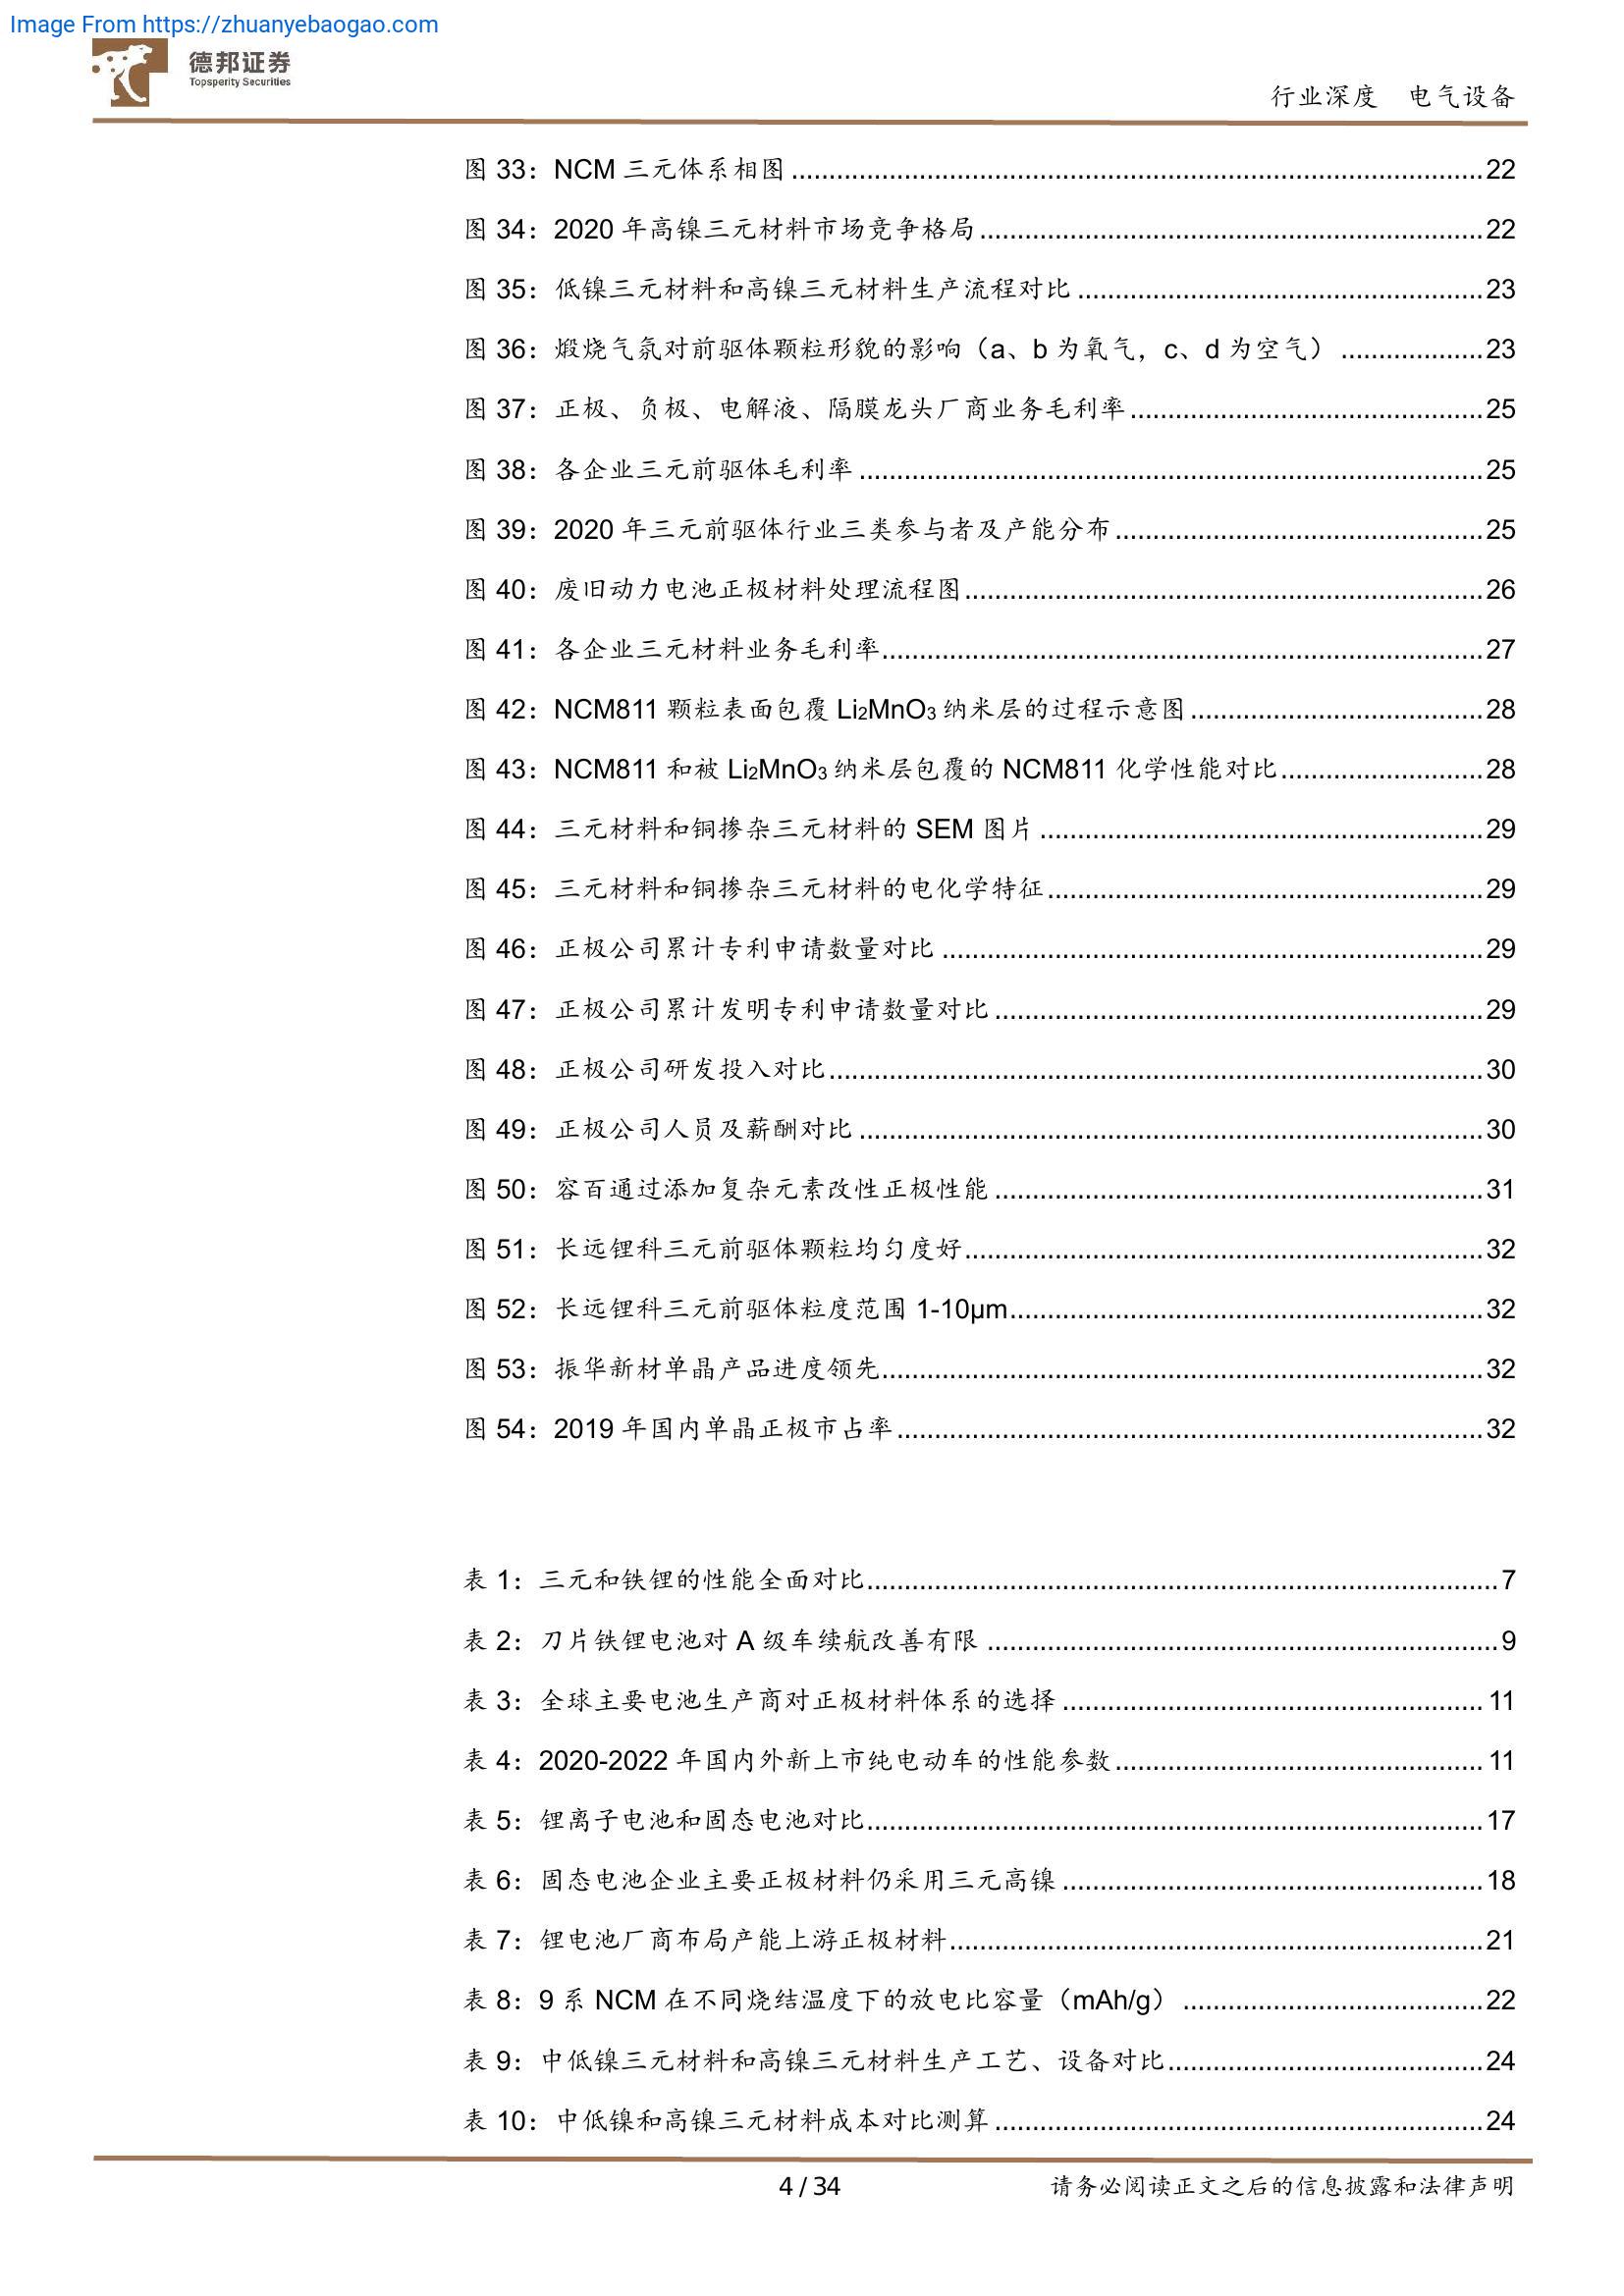 Image From https://zhuanyebaogao.com
德邦证券
Topsperity Securities
行业深度 电气设备
图 33：NCM 三元体系相图 ........................................................ 22
图 34：2020 年高镍三元材料市场竞争格局 ........................................................ 22
图 35：低镍三元材料和高镍三元材料生产流程对比 ........................................................ 23
图 36：煅烧气氛对前驱体颗粒形貌的影响（a、b 为氧气，c、d 为空气） ................... 23
图 37：正极、负极、电解液、隔膜龙头厂商业务毛利率 ............................................... 25
图 38：各企业三元前驱体毛利率 ........................................................ 25
图 39：2020 年三元前驱体行业三类参与者及产能分布 ................................................. 25
图 40：废旧动力电池正极材料处理流程图 ........................................................ 26
图 41：各企业三元材料业务毛利率 ........................................................ 27
图 42：NCM811 颗粒表面包覆 Li₂MnO₃ 纳米层的过程示意图 ....................................... 28
图 43：NCM811 和被 Li₂MnO₃ 纳米层包覆的 NCM811 化学性能对比 ........................... 28
图 44：三元材料和铜掺杂三元材料的 SEM 图片 ........................................................ 29
图 45：三元材料和铜掺杂三元材料的电化学特征 ........................................................ 29
图 46：正极公司累计专利申请数量对比 ........................................................ 29
图 47：正极公司累计发明专利申请数量对比 ........................................................ 29
图 48：正极公司研发投入对比 ........................................................ 30
图 49：正极公司人员及薪酬对比 ........................................................ 30
图 50：容百通过添加复杂元素改性正极性能 ........................................................ 31
图 51：长远锂科三元前驱体颗粒均匀度好 ........................................................ 32
图 52：长远锂科三元前驱体粒度范围 1-10μm ........................................................ 32
图 53：振华新材单晶产品进度领先 ........................................................ 32
图 54：2019 年国内单晶正极市占率 ........................................................ 32
表 1：三元和铁锂的性能全面对比 ........................................................ 7
表 2：刀片铁锂电池对 A 级车续航改善有限 ........................................................ 9
表 3：全球主要电池生产商对正极材料体系的选择 ........................................................ 11
表 4：2020-2022 年国内外新上市纯电动车的性能参数 ................................................. 11
表 5：锂离子电池和固态电池对比 ........................................................ 17
表 6：固态电池企业主要正极材料仍采用三元高镍 ........................................................ 18
表 7：锂电池厂商布局产能上游正极材料 ........................................................ 21
表 8：9 系 NCM 在不同烧结温度下的放电比容量（mAh/g） ........................................ 22
表 9：中低镍三元材料和高镍三元材料生产工艺、设备对比 .......................................... 24
表 10：中低镍和高镍三元材料成本对比测算 ........................................................ 24
4 / 34 请务必阅读正文之后的信息披露和法律声明